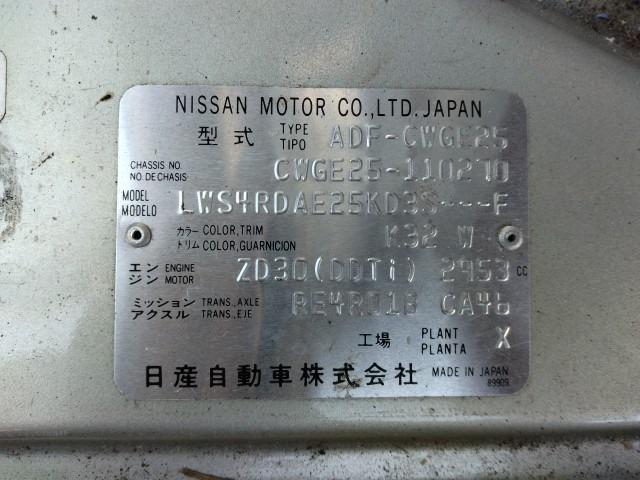 NISSAN MOTOR CO.,LTD. JAPAN
型式 TYPE TIPO ADF-CWGE25
CHASSIS NO. NO. DE CHASIS CWGE25-110270
MODEL MODELO LWS4RDAE25KD3S---F
カラー COLOR,TRIM
トリム COLOR,GUARNICION K32 W
エンジン ENGINE MOTOR ZD30(DDTi) 2953 CC
ミッション TRANS.,AXLE
アクスル TRANS.,EJE RE4R01B CA46
工場 PLANT PLANTA X
日産自動車株式会社 MADE IN JAPAN
89909